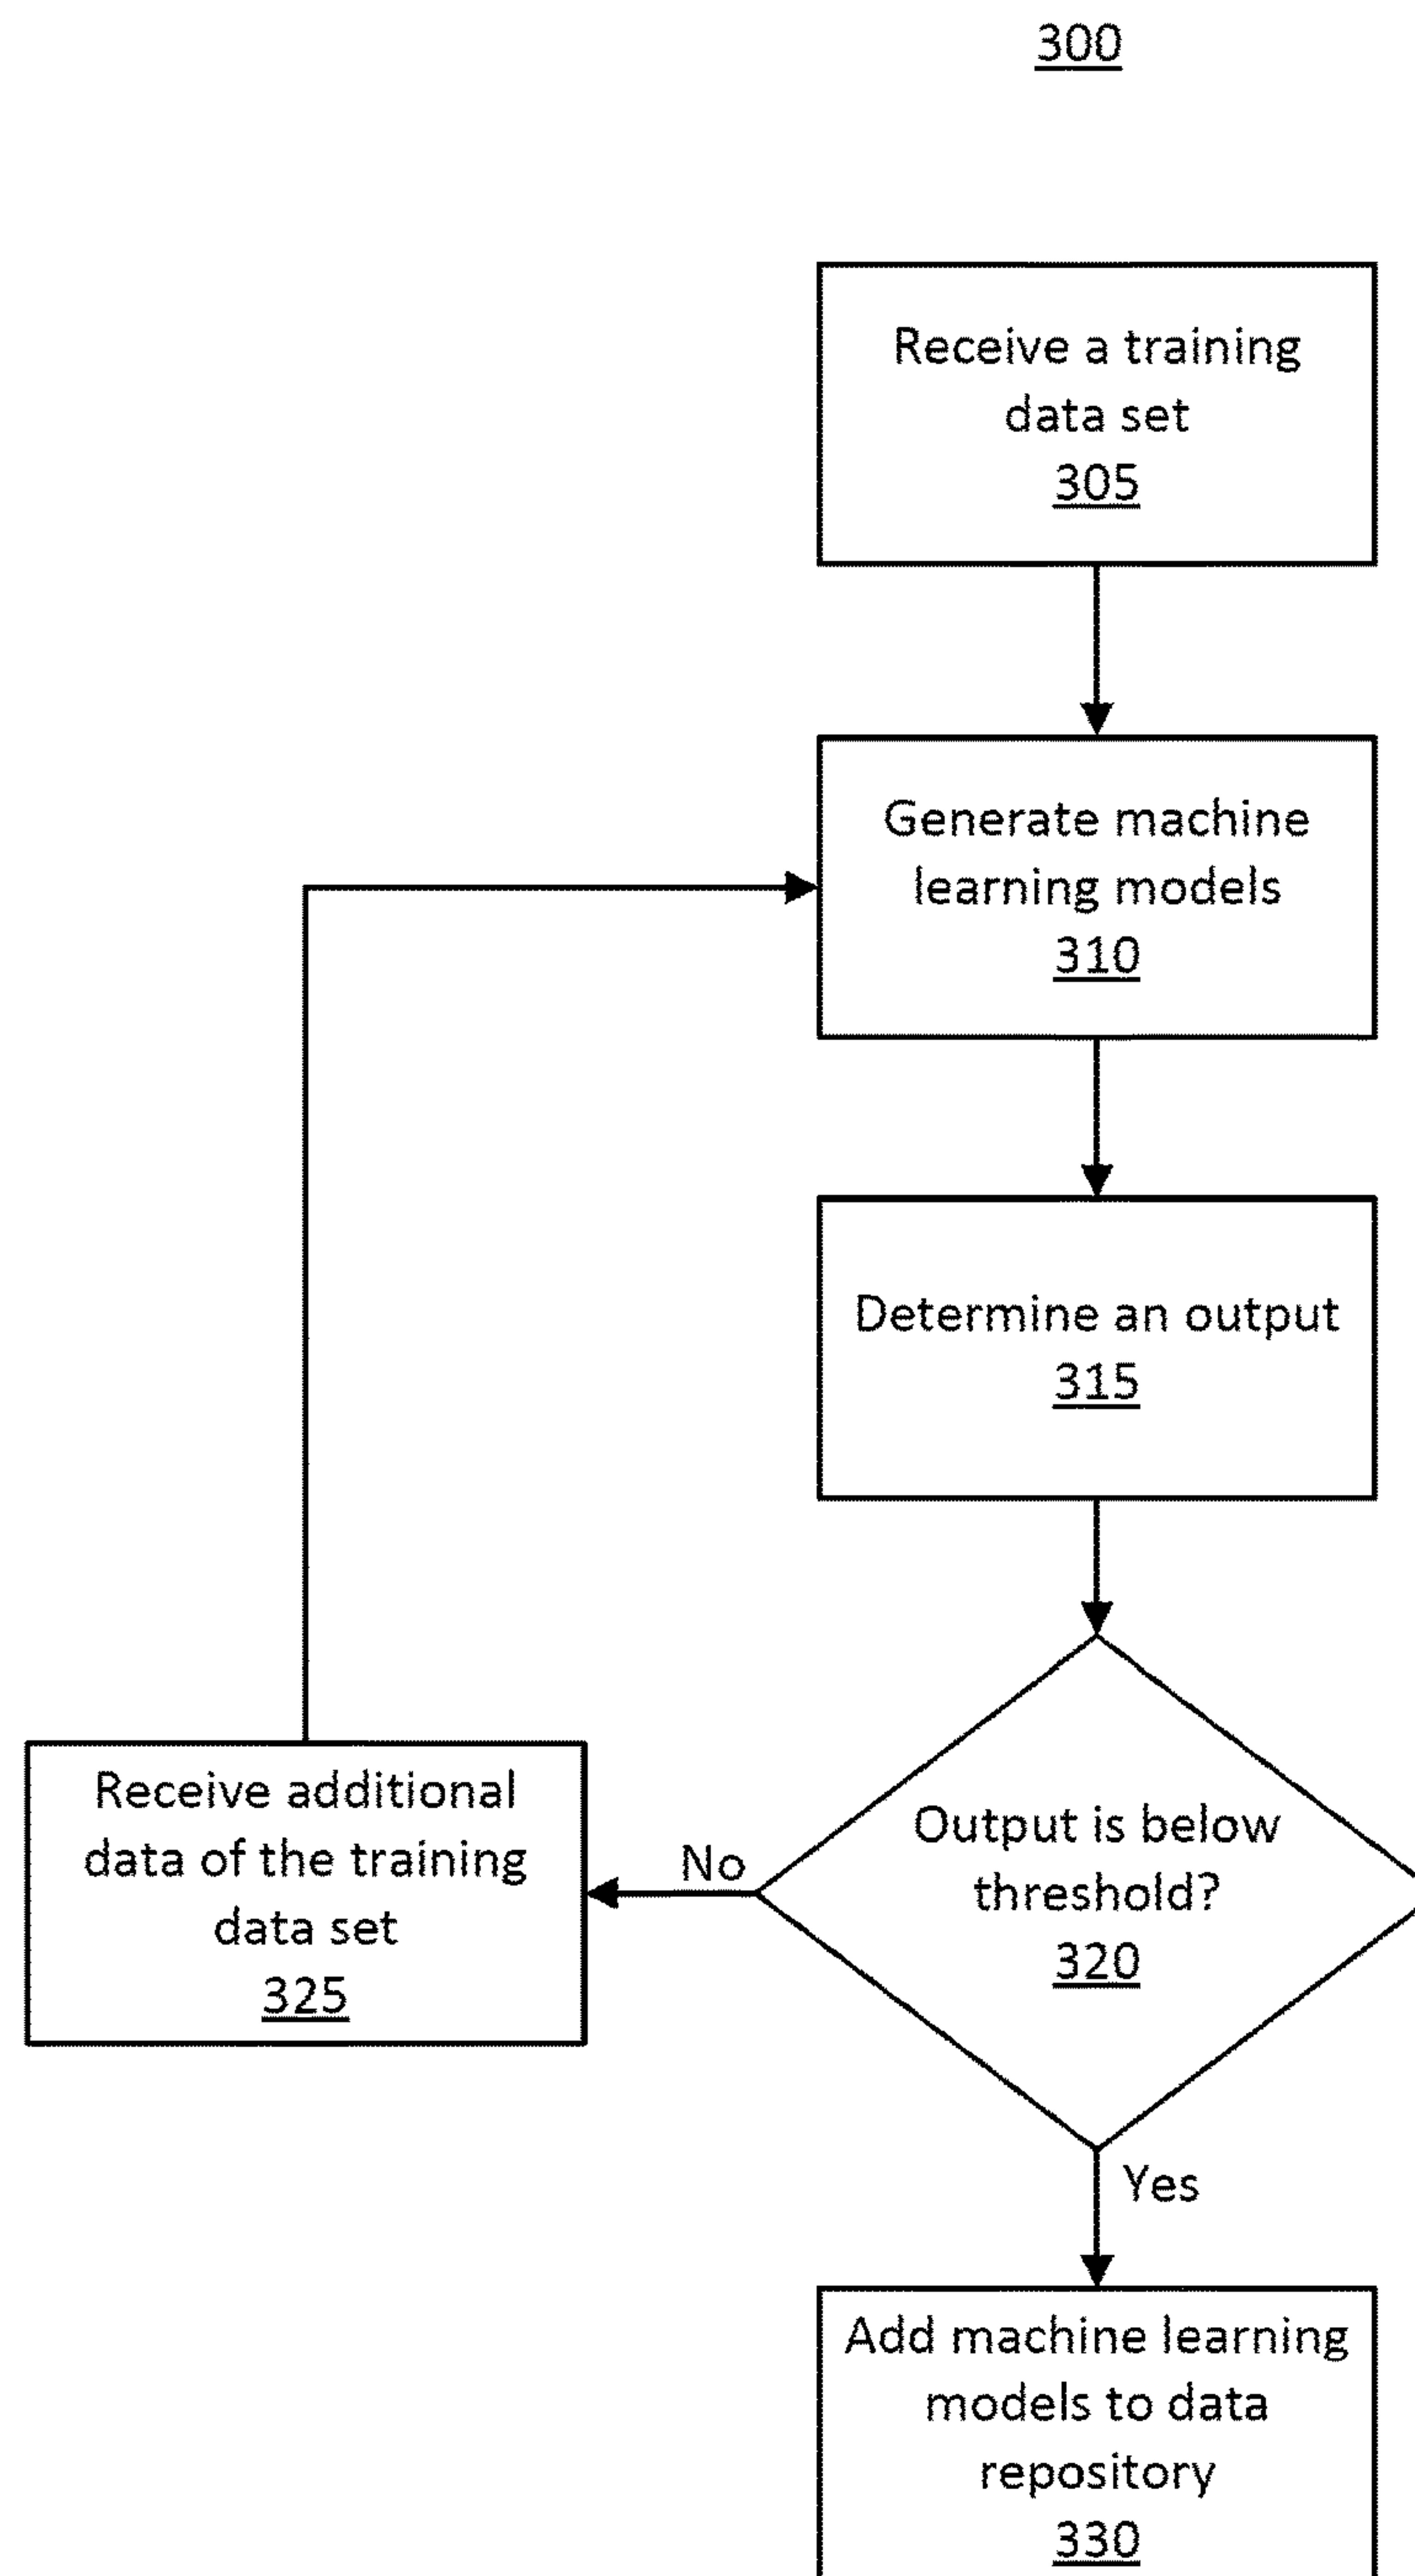 300
Receive a training
data set
305
Generate machine
learning models
310
Determine an output
315
Output is below
threshold?
320
No
Receive additional
data of the training
data set
325
Yes
Add machine learning
models to data
repository
330